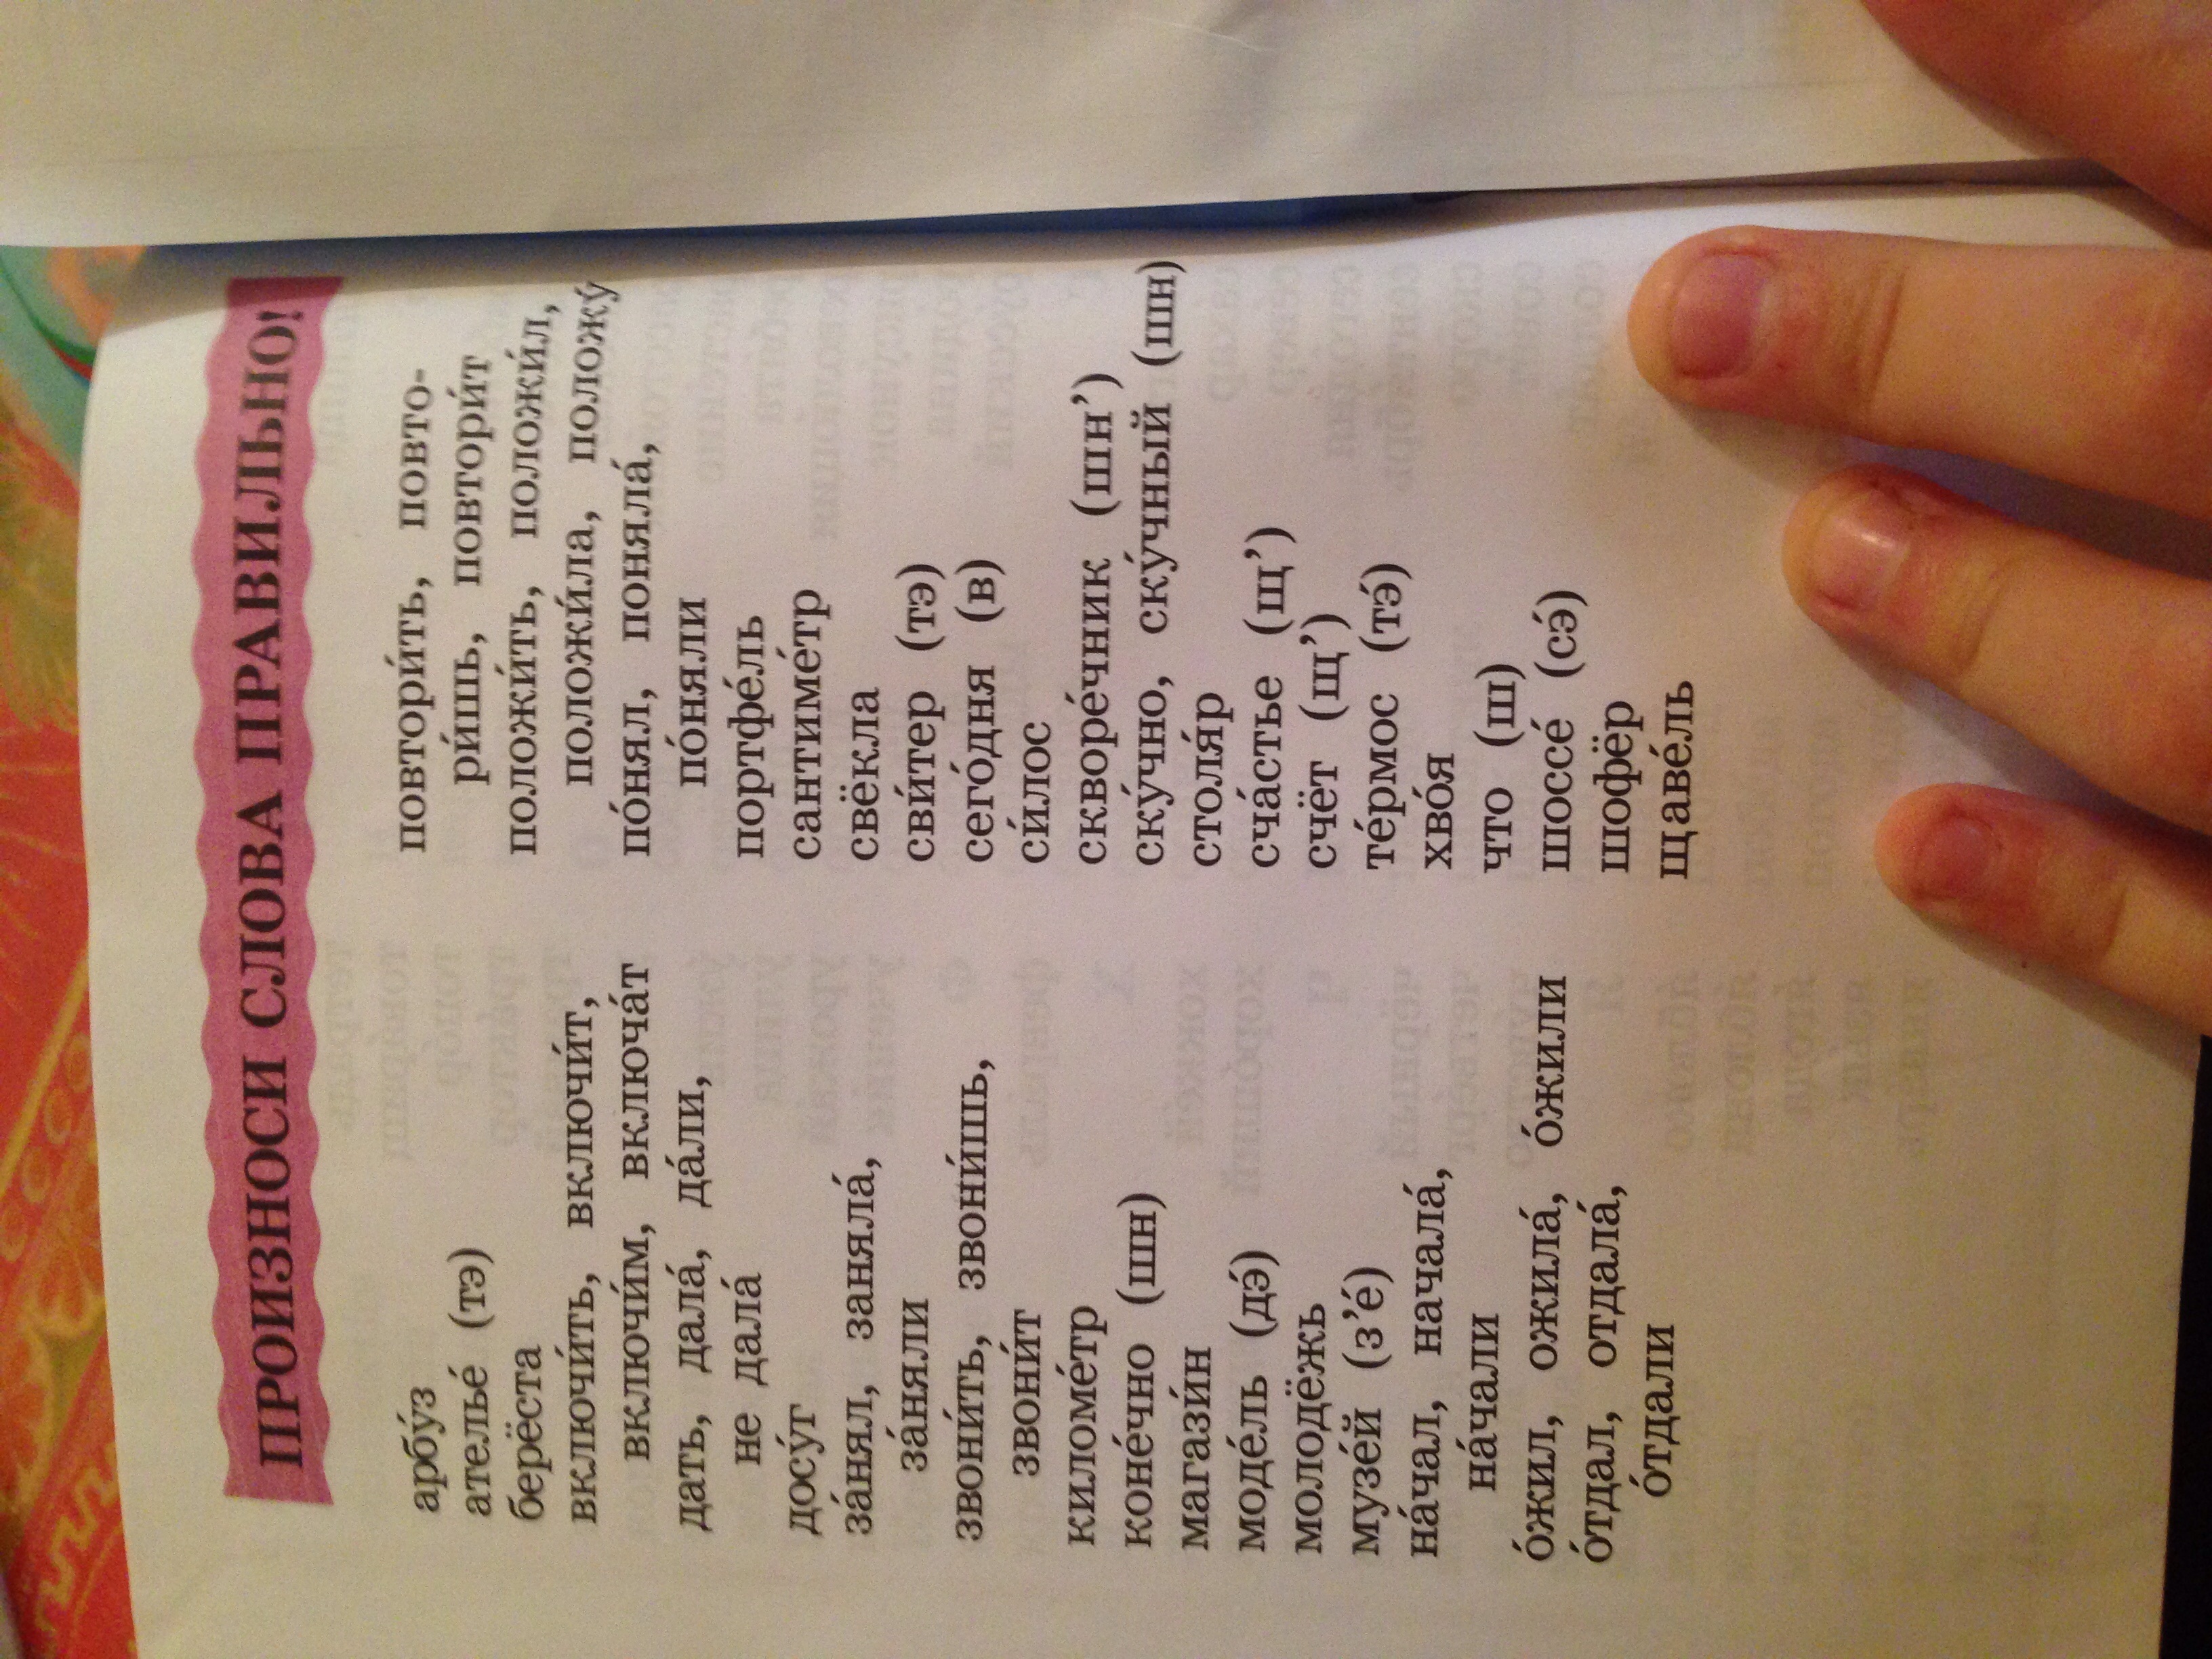 ПРОИЗНОСИ СЛОВА ПРАВИЛЬНО!
арбу́з
ателье́ (тэ)
берёста
включи́ть, включи́т,
включи́м, включа́т
дать, дала́, да́ли,
не дала́
досу́г
за́нял, заняла́,
за́няли
звони́ть, звони́шь,
звони́т
киломе́тр
коне́чно (шн)
магази́н
моде́ль (дэ́)
молодёжь
музе́й (з’е́)
на́чал, начала́,
на́чали
о́жил, ожила́, о́жили
о́тдал, отдала́,
о́тдали
повтори́ть, повто-
ри́шь, повтори́т
положи́ть, положи́л,
положи́ла, положу́
по́нял, поняла́,
по́няли
портфе́ль
сантиме́тр
свёкла
сви́тер (тэ)
сего́дня (в)
си́лос
скворе́чник (шн’)
ску́чно, ску́чный (шн)
столя́р
сча́стье (щ’)
счёт (щ’)
те́рмос (тэ́)
хво́я
что (ш)
шоссе́ (сэ́)
шофёр
щаве́ль